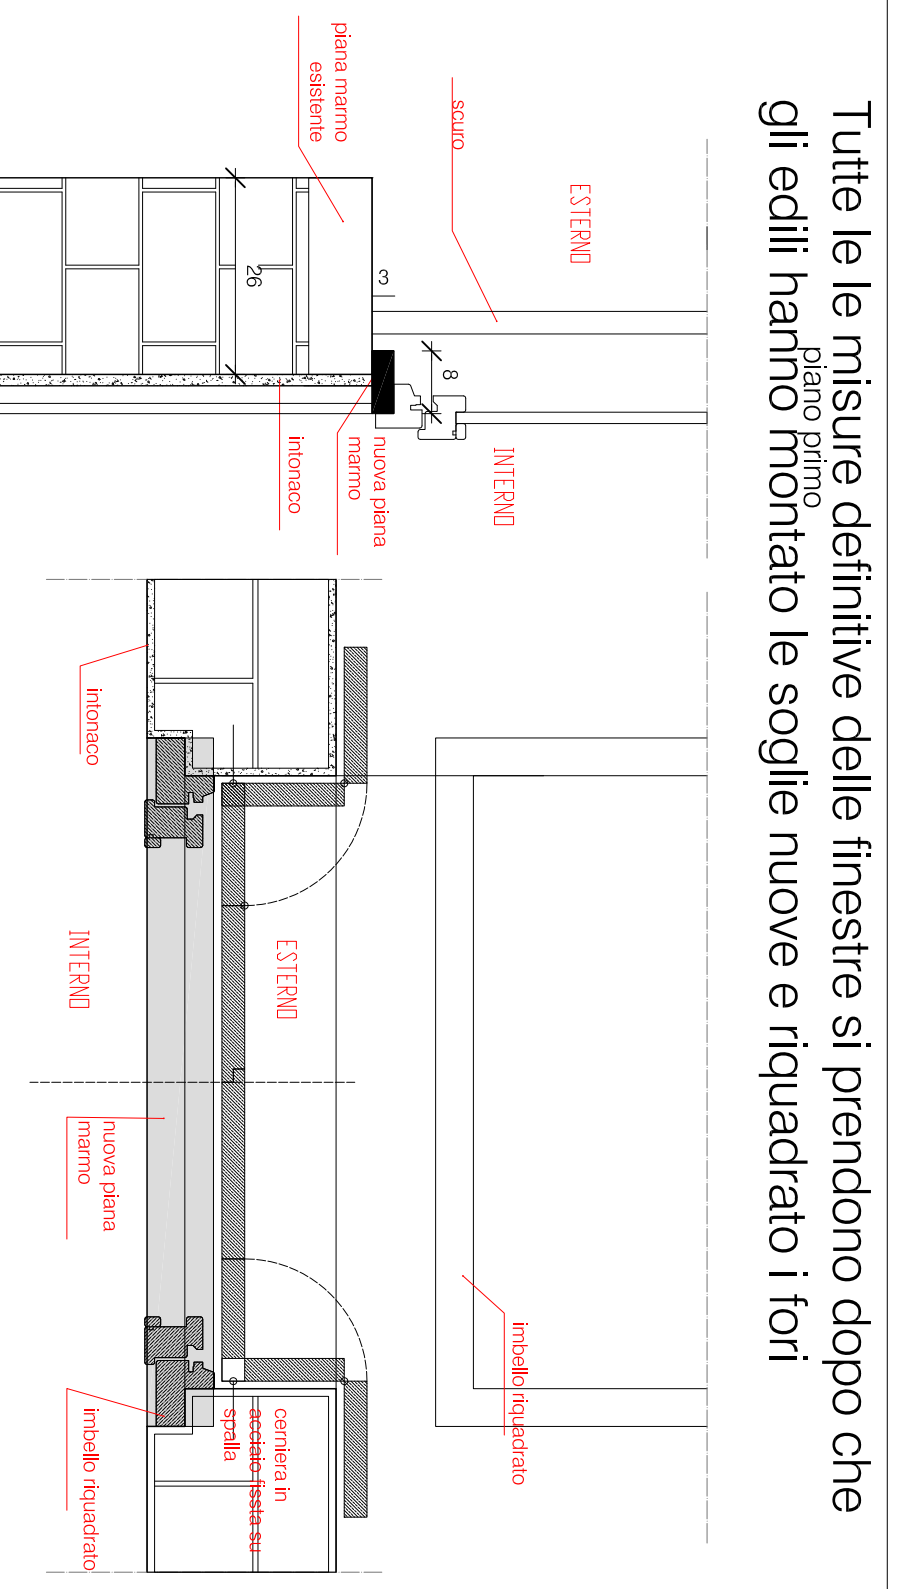 Tutte le le misure definitive delle finestre si prendono dopo che
gli edili hanno montato le soglie nuove e riquadrato i fori
piano primo
ESTERNO
scuro
piana marmo
esistente
3
8
26
INTERNO
nuova piana
marmo
intonaco
imbello riquadrato
intonaco
ESTERNO
INTERNO
nuova piana
marmo
cerniera in
acciaio fissta su
spalla
imbello riquadrato